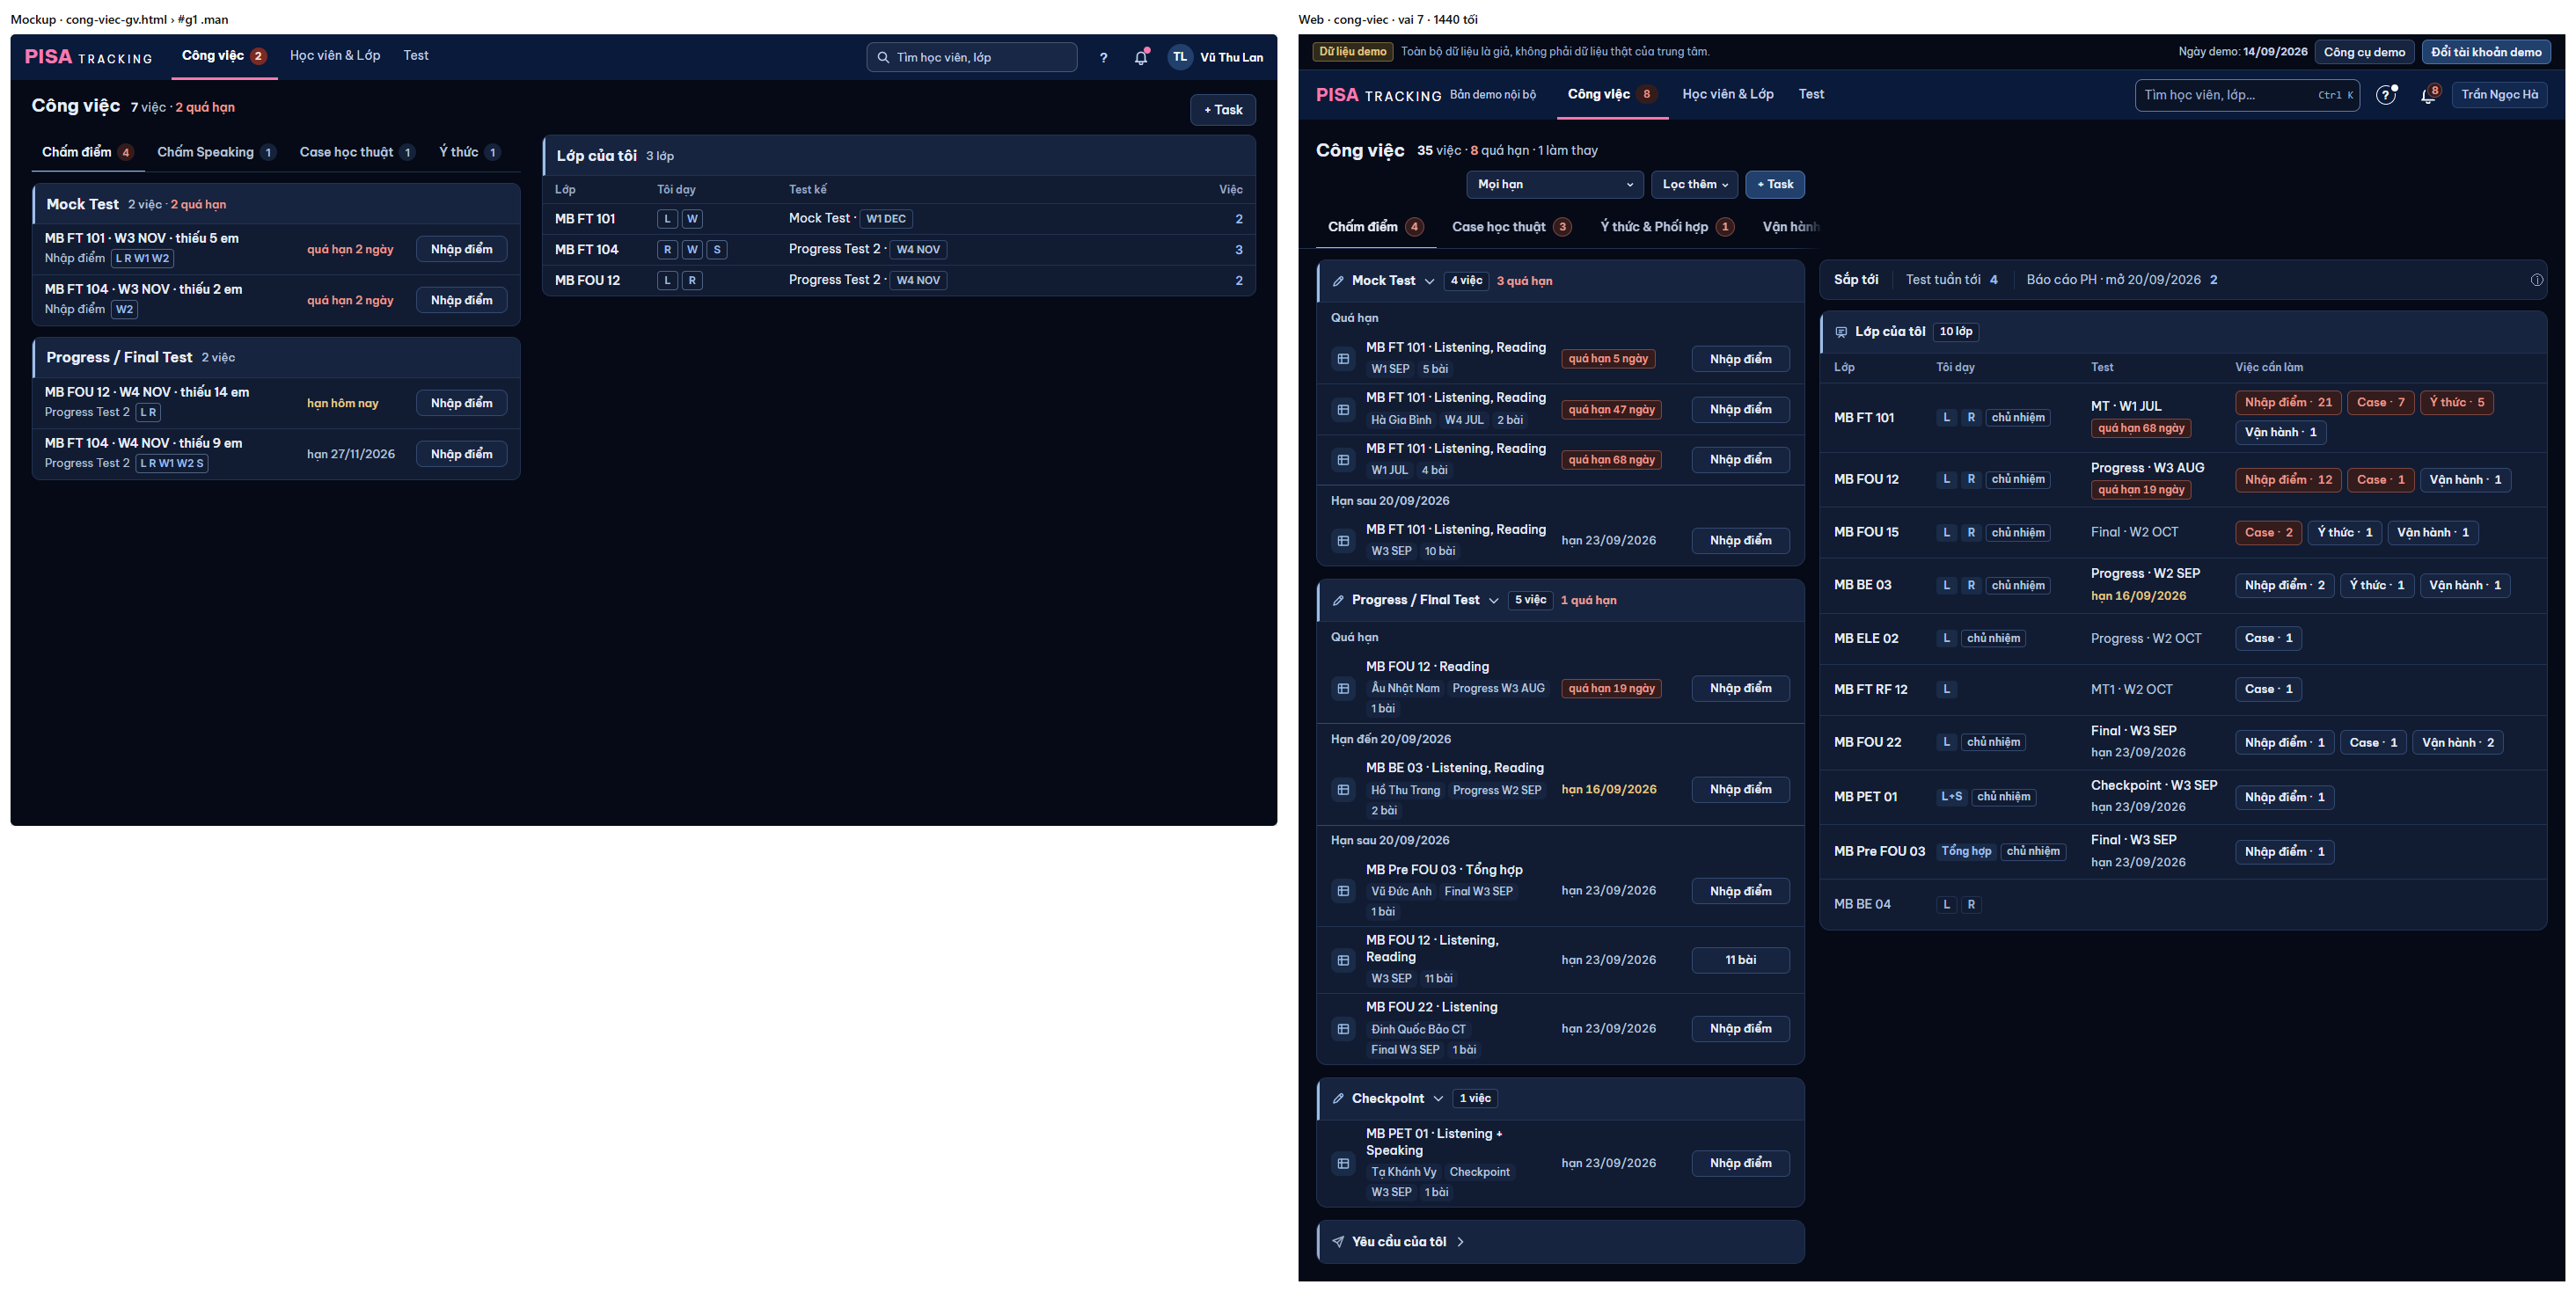 Mockup · cong-viec-gv.html › #g1 .man
PISA TRACKING
Công việc 2
Học viên & Lớp
Test
Tìm học viên, lớp
?
TL Vũ Thu Lan
Công việc 7 việc · 2 quá hạn
+ Task
Chấm điểm 4
Chấm Speaking 1
Case học thuật 1
Ý thức 1
Mock Test 2 việc · 2 quá hạn
MB FT 101 · W3 NOV · thiếu 5 em
Nhập điểm L R W1 W2
quá hạn 2 ngày
Nhập điểm
MB FT 104 · W3 NOV · thiếu 2 em
Nhập điểm W2
quá hạn 2 ngày
Nhập điểm
Progress / Final Test 2 việc
MB FOU 12 · W4 NOV · thiếu 14 em
Progress Test 2 L R
hạn hôm nay
Nhập điểm
MB FT 104 · W4 NOV · thiếu 9 em
Progress Test 2 L R W1 W2 S
hạn 27/11/2026
Nhập điểm
Lớp của tôi 3 lớp
Lớp Tôi dạy Test kế Việc
MB FT 101 L W Mock Test · W1 DEC 2
MB FT 104 R W S Progress Test 2 · W4 NOV 3
MB FOU 12 L R Progress Test 2 · W4 NOV 2
Web · cong-viec · vai 7 · 1440 tối
Dữ liệu demo Toàn bộ dữ liệu là giả, không phải dữ liệu thật của trung tâm.
Ngày demo: 14/09/2026 Công cụ demo Đổi tài khoản demo
PISA TRACKING Bản demo nội bộ
Công việc 8
Học viên & Lớp
Test
Tìm học viên, lớp... Ctrl K
?
8
Trần Ngọc Hà
Công việc 35 việc · 8 quá hạn · 1 làm thay
Mọi hạn
Lọc thêm
+ Task
Chấm điểm 4
Case học thuật 3
Ý thức & Phối hợp 1
Vận hành
Mock Test 4 việc 3 quá hạn
Quá hạn
MB FT 101 · Listening, Reading
W1 SEP 5 bài
quá hạn 5 ngày
Nhập điểm
MB FT 101 · Listening, Reading
Hà Gia Bình W4 JUL 2 bài
quá hạn 47 ngày
Nhập điểm
MB FT 101 · Listening, Reading
W1 JUL 4 bài
quá hạn 68 ngày
Nhập điểm
Hạn sau 20/09/2026
MB FT 101 · Listening, Reading
W3 SEP 10 bài
hạn 23/09/2026
Nhập điểm
Progress / Final Test 5 việc 1 quá hạn
Quá hạn
MB FOU 12 · Reading
Âu Nhật Nam Progress W3 AUG
1 bài
quá hạn 19 ngày
Nhập điểm
Hạn đến 20/09/2026
MB BE 03 · Listening, Reading
Hồ Thu Trang Progress W2 SEP
2 bài
hạn 16/09/2026
Nhập điểm
Hạn sau 20/09/2026
MB Pre FOU 03 · Tổng hợp
Vũ Đức Anh Final W3 SEP
1 bài
hạn 23/09/2026
Nhập điểm
MB FOU 12 · Listening,
Reading
W3 SEP 11 bài
hạn 23/09/2026
11 bài
MB FOU 22 · Listening
Đinh Quốc Bảo CT
Final W3 SEP 1 bài
hạn 23/09/2026
Nhập điểm
Checkpoint 1 việc
MB PET 01 · Listening +
Speaking
Tạ Khánh Vy Checkpoint
W3 SEP 1 bài
hạn 23/09/2026
Nhập điểm
Yêu cầu của tôi
Sắp tới Test tuần tới 4 Báo cáo PH · mở 20/09/2026 2
Lớp của tôi 10 lớp
Lớp Tôi dạy Test Việc cần làm
MB FT 101 L R chủ nhiệm
MT · W1 JUL
quá hạn 68 ngày
Nhập điểm · 21 Case · 7 Ý thức · 5
Vận hành · 1
MB FOU 12 L R chủ nhiệm
Progress · W3 AUG
quá hạn 19 ngày
Nhập điểm · 12 Case · 1 Vận hành · 1
MB FOU 15 L R chủ nhiệm Final · W2 OCT Case · 2 Ý thức · 1 Vận hành · 1
MB BE 03 L R chủ nhiệm
Progress · W2 SEP
hạn 16/09/2026
Nhập điểm · 2 Ý thức · 1 Vận hành · 1
MB ELE 02 L chủ nhiệm Progress · W2 OCT Case · 1
MB FT RF 12 L MT1 · W2 OCT Case · 1
MB FOU 22 L chủ nhiệm
Final · W3 SEP
hạn 23/09/2026
Nhập điểm · 1 Case · 1 Vận hành · 2
MB PET 01 L+S chủ nhiệm
Checkpoint · W3 SEP
hạn 23/09/2026
Nhập điểm · 1
MB Pre FOU 03 Tổng hợp chủ nhiệm
Final · W3 SEP
hạn 23/09/2026
Nhập điểm · 1
MB BE 04 L R